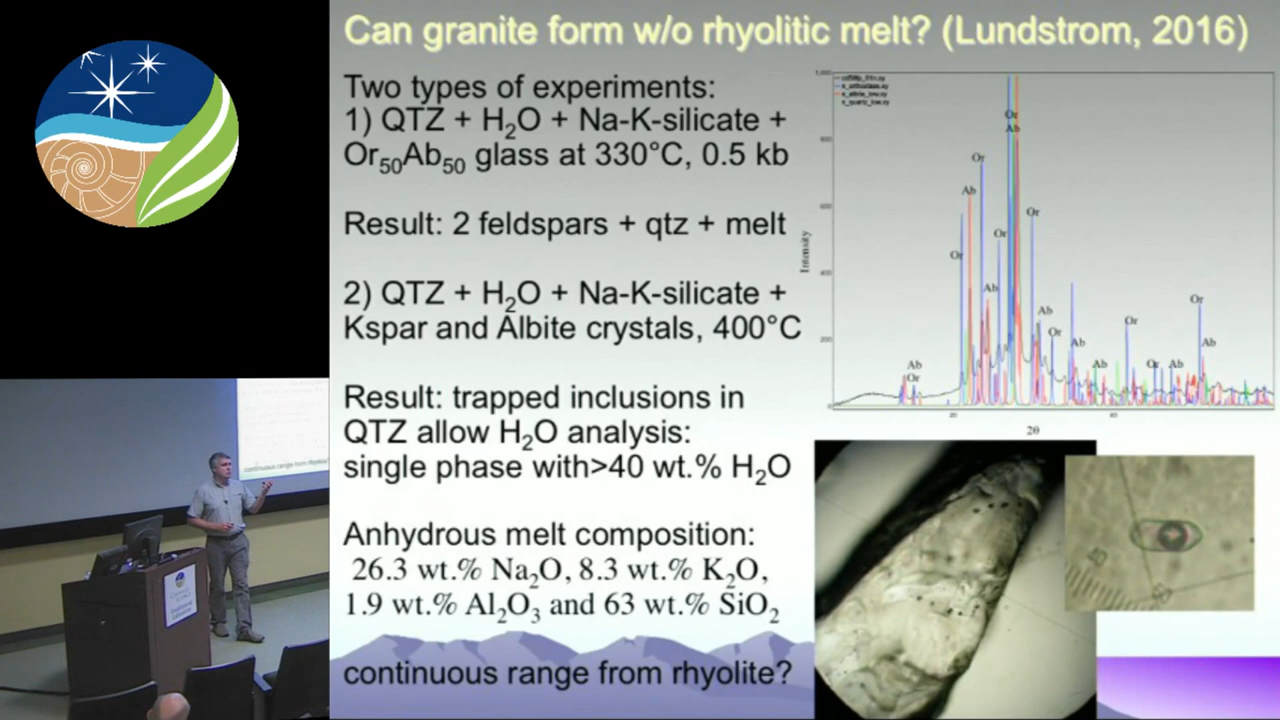 Can granite form w/o rhyolitic melt? (Lundstrom, 2016)
Two types of experiments:
1) QTZ + H₂O + Na-K-silicate +
Or₅₀Ab₅₀ glass at 330°C, 0.5 kb
Result: 2 feldspars + qtz + melt
2) QTZ + H₂O + Na-K-silicate +
Kspar and Albite crystals, 400°C
Result: trapped inclusions in
QTZ allow H₂O analysis:
single phase with>40 wt.% H₂O
Anhydrous melt composition:
26.3 wt.% Na₂O, 8.3 wt.% K₂O,
1.9 wt.% Al₂O₃ and 63 wt.% SiO₂
continuous range from rhyolite?
Intensity
Or
Ab
Or
Ab
Or
Or
Or
Ab
Ab
Or
Ab
Or
Or
Ab
Ab
Or
Ab
Or
Ab
Or
Ab
2θ